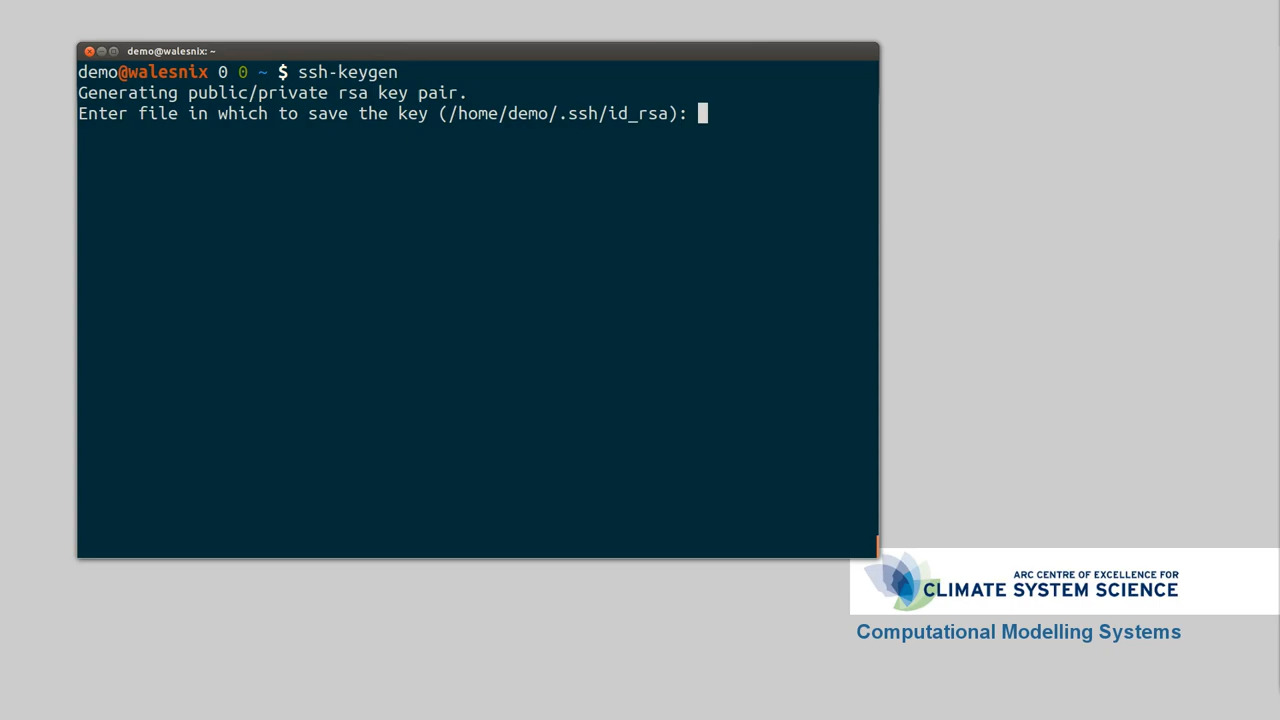 demo@walesnix: ~
demo@walesnix 0 0 ~ $ ssh-keygen
Generating public/private rsa key pair.
Enter file in which to save the key (/home/demo/.ssh/id_rsa):
ARC CENTRE OF EXCELLENCE FOR
CLIMATE SYSTEM SCIENCE
Computational Modelling Systems